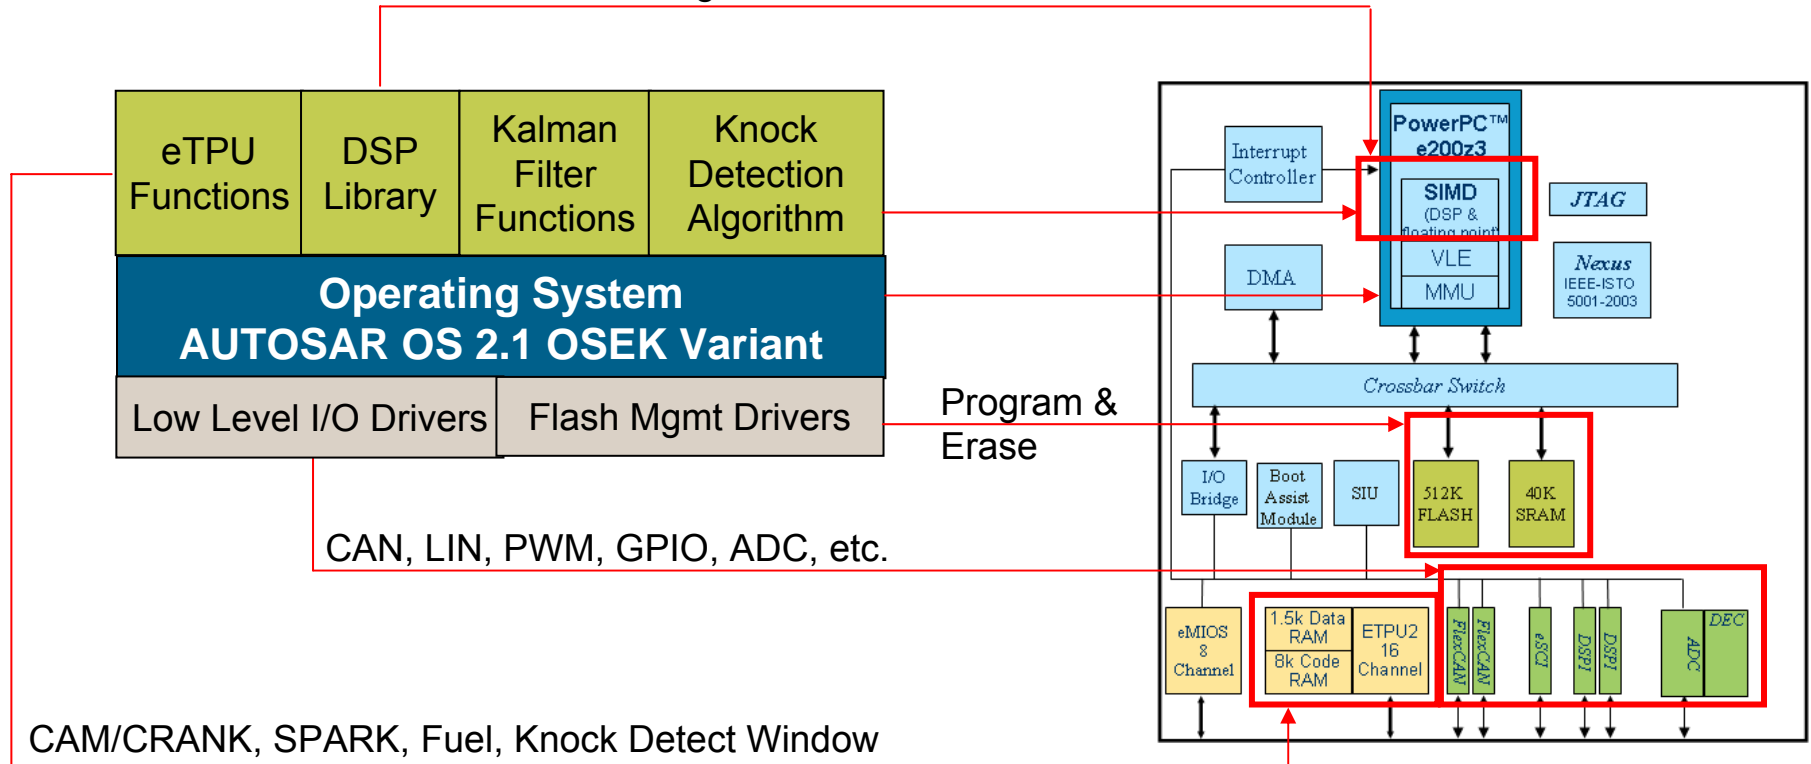 eTPU
Functions
DSP
Library
Kalman
Filter
Functions
Knock
Detection
Algorithm
Operating System
AUTOSAR OS 2.1 OSEK Variant
Low Level I/O Drivers
Flash Mgmt Drivers
Program &
Erase
CAN, LIN, PWM, GPIO, ADC, etc.
CAM/CRANK, SPARK, Fuel, Knock Detect Window
PowerPC™
e200z3
Interrupt
Controller
SIMD
(DSP &
floating point)
VLE
MMU
JTAG
Nexus
IEEE-ISTO
5001-2003
DMA
Crossbar Switch
I/O
Bridge
Boot
Assist
Module
SIU
512K
FLASH
40K
SRAM
eMIOS
8
Channel
1.5k Data
RAM
8k Code
RAM
ETPU2
16
Channel
FlexCAN
FlexCAN
eSCI
DSPI
DSPI
ADC
DEC